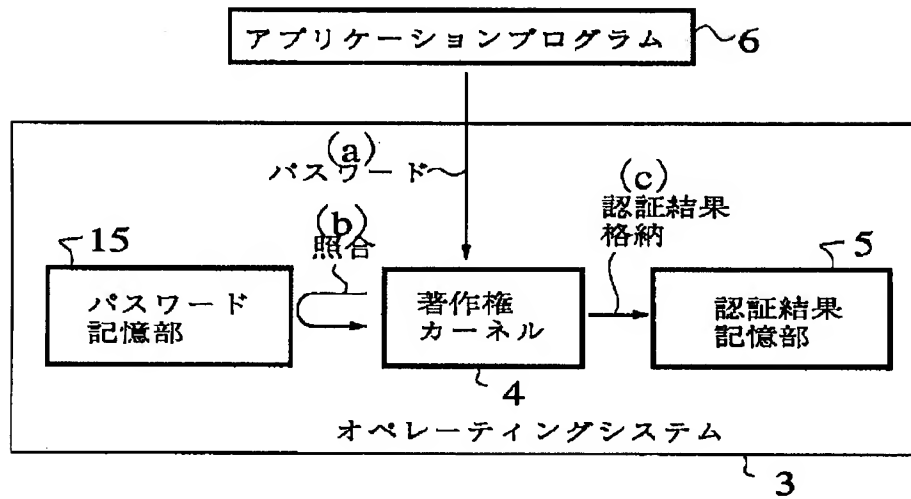 アプリケーションプログラム
6
(a)
パスワード
(c)
認証結果
格納
(b)
照合
15
5
パスワード
記憶部
著作権
カーネル
認証結果
記憶部
4
オペレーティングシステム
3